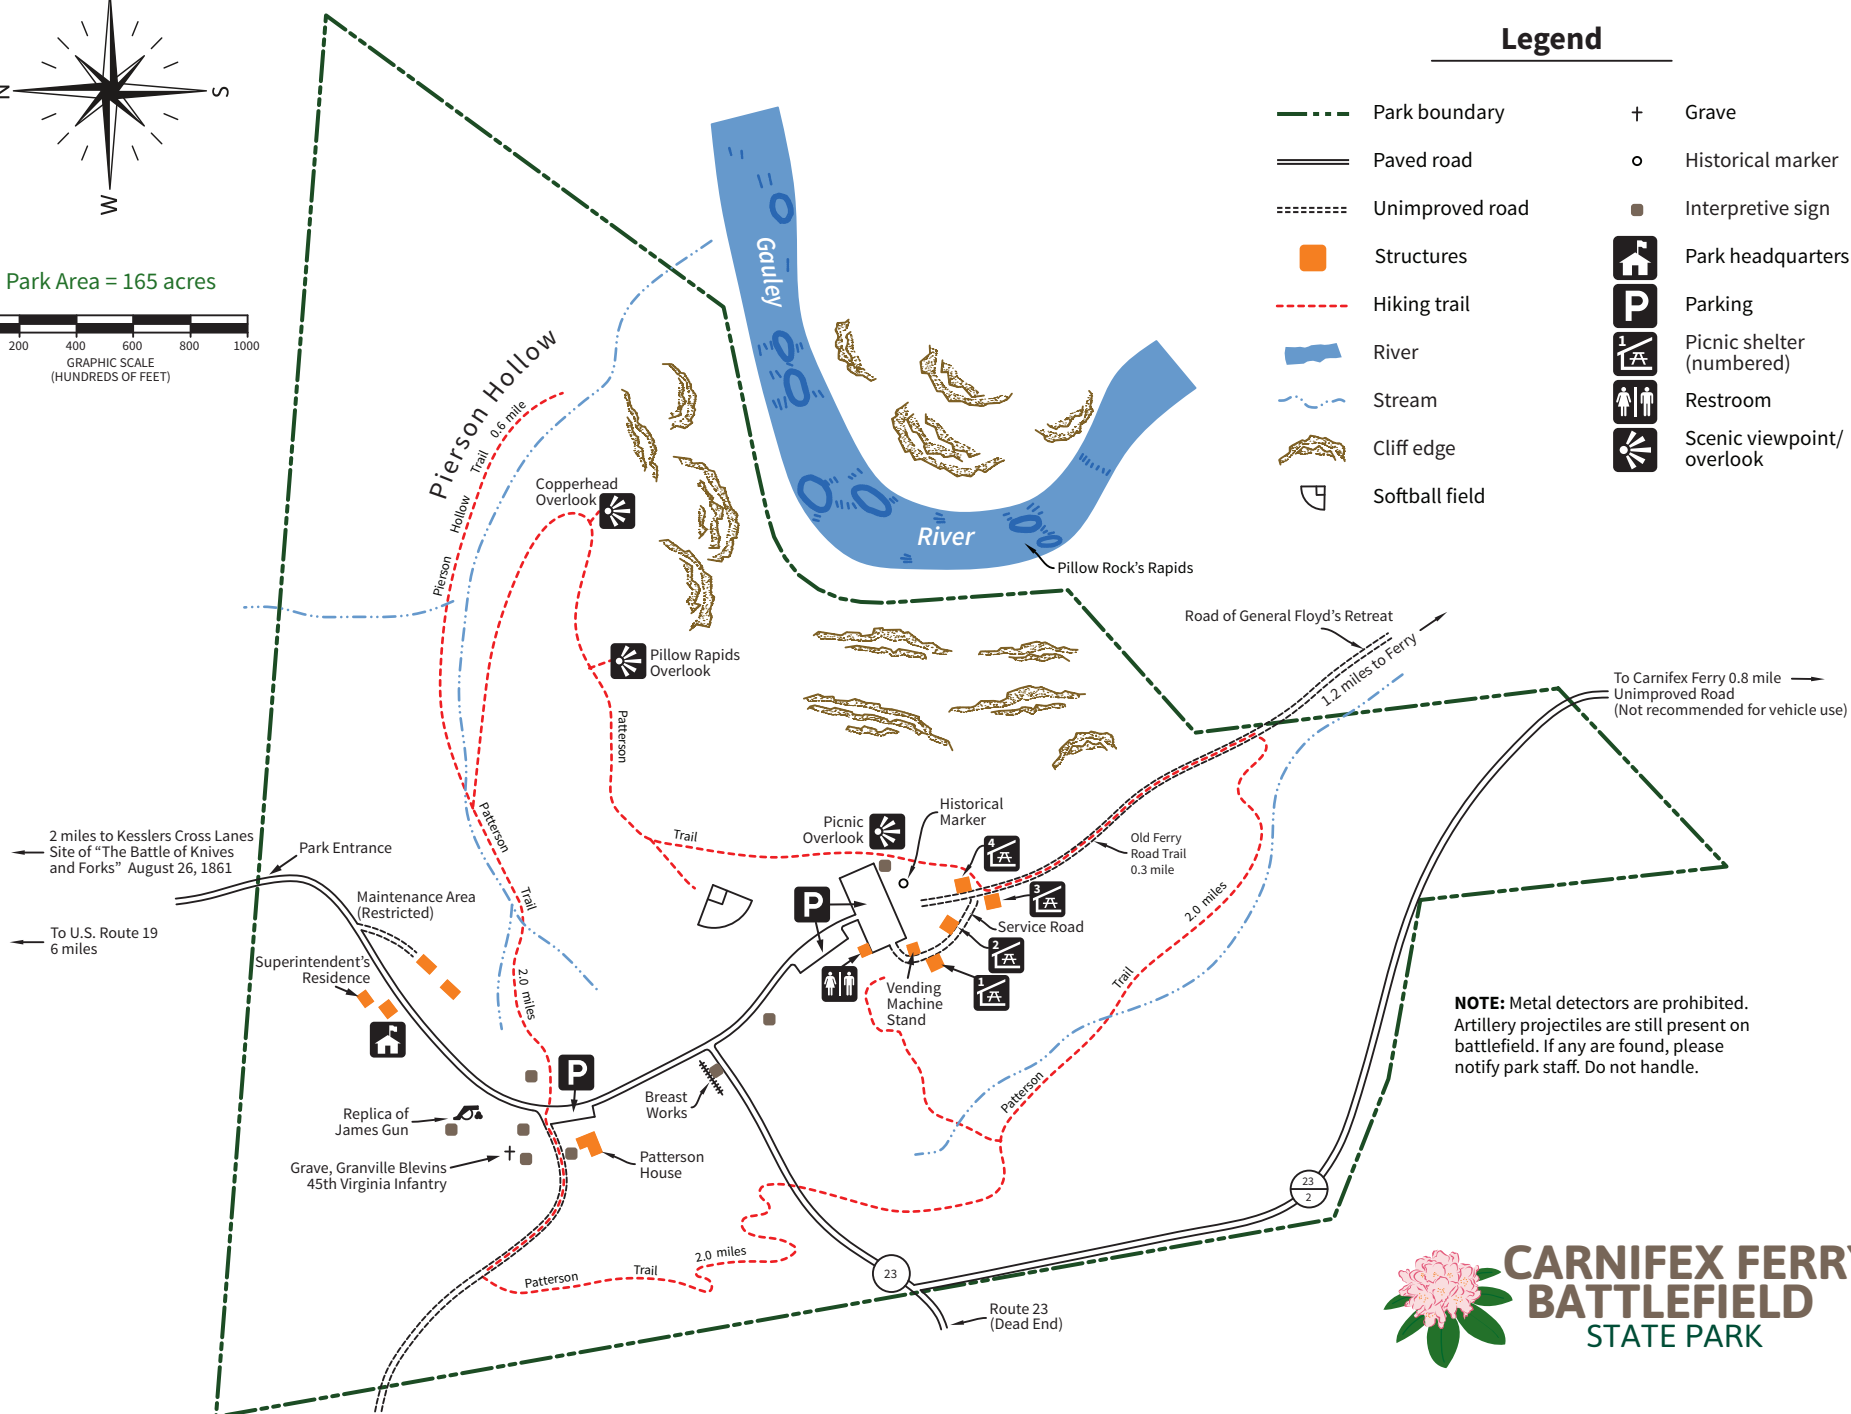 N
S
W
Park Area = 165 acres
200 400 600 800 1000
GRAPHIC SCALE
(HUNDREDS OF FEET)
Legend
Park boundary
Paved road
Unimproved road
Structures
Hiking trail
River
Stream
Cliff edge
Softball field
Grave
Historical marker
Interpretive sign
Park headquarters
P
Parking
1
Picnic shelter
(numbered)
Restroom
Scenic viewpoint/
overlook
Gauley
River
Pillow Rock's Rapids
Pierson Hollow
Pierson Hollow Trail 0.6 mile
Copperhead
Overlook
Pillow Rapids
Overlook
Patterson
Trail
Road of General Floyd's Retreat
1.2 miles to Ferry
To Carnifex Ferry 0.8 mile
Unimproved Road
(Not recommended for vehicle use)
2 miles to Kesslers Cross Lanes
Site of "The Battle of Knives
and Forks" August 26, 1861
Park Entrance
To U.S. Route 19
6 miles
Maintenance Area
(Restricted)
Superintendent's
Residence
Patterson
Trail
2.0 miles
Picnic
Overlook
Historical
Marker
4
3
2
1
P
Old Ferry
Road Trail
0.3 mile
Service Road
Vending
Machine
Stand
2.0 miles
Trail
Patterson
NOTE: Metal detectors are prohibited.
Artillery projectiles are still present on
battlefield. If any are found, please
notify park staff. Do not handle.
P
Breast
Works
Replica of
James Gun
Grave, Granville Blevins
45th Virginia Infantry
Patterson
House
Patterson Trail 2.0 miles
23
23
2
Route 23
(Dead End)
CARNIFEX FERRY
BATTLEFIELD
STATE PARK